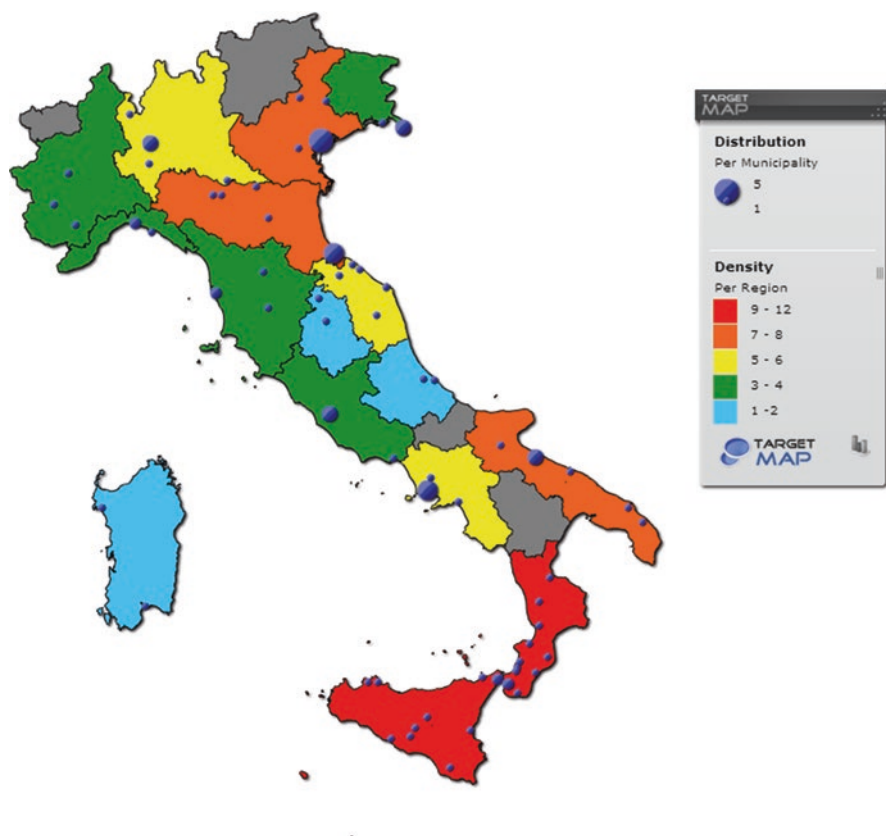 TARGET
MAP
Distribution
Per Municipality
5
1
Density
Per Region
9 - 12
7 - 8
5 - 6
3 - 4
1 -2
TARGET
MAP